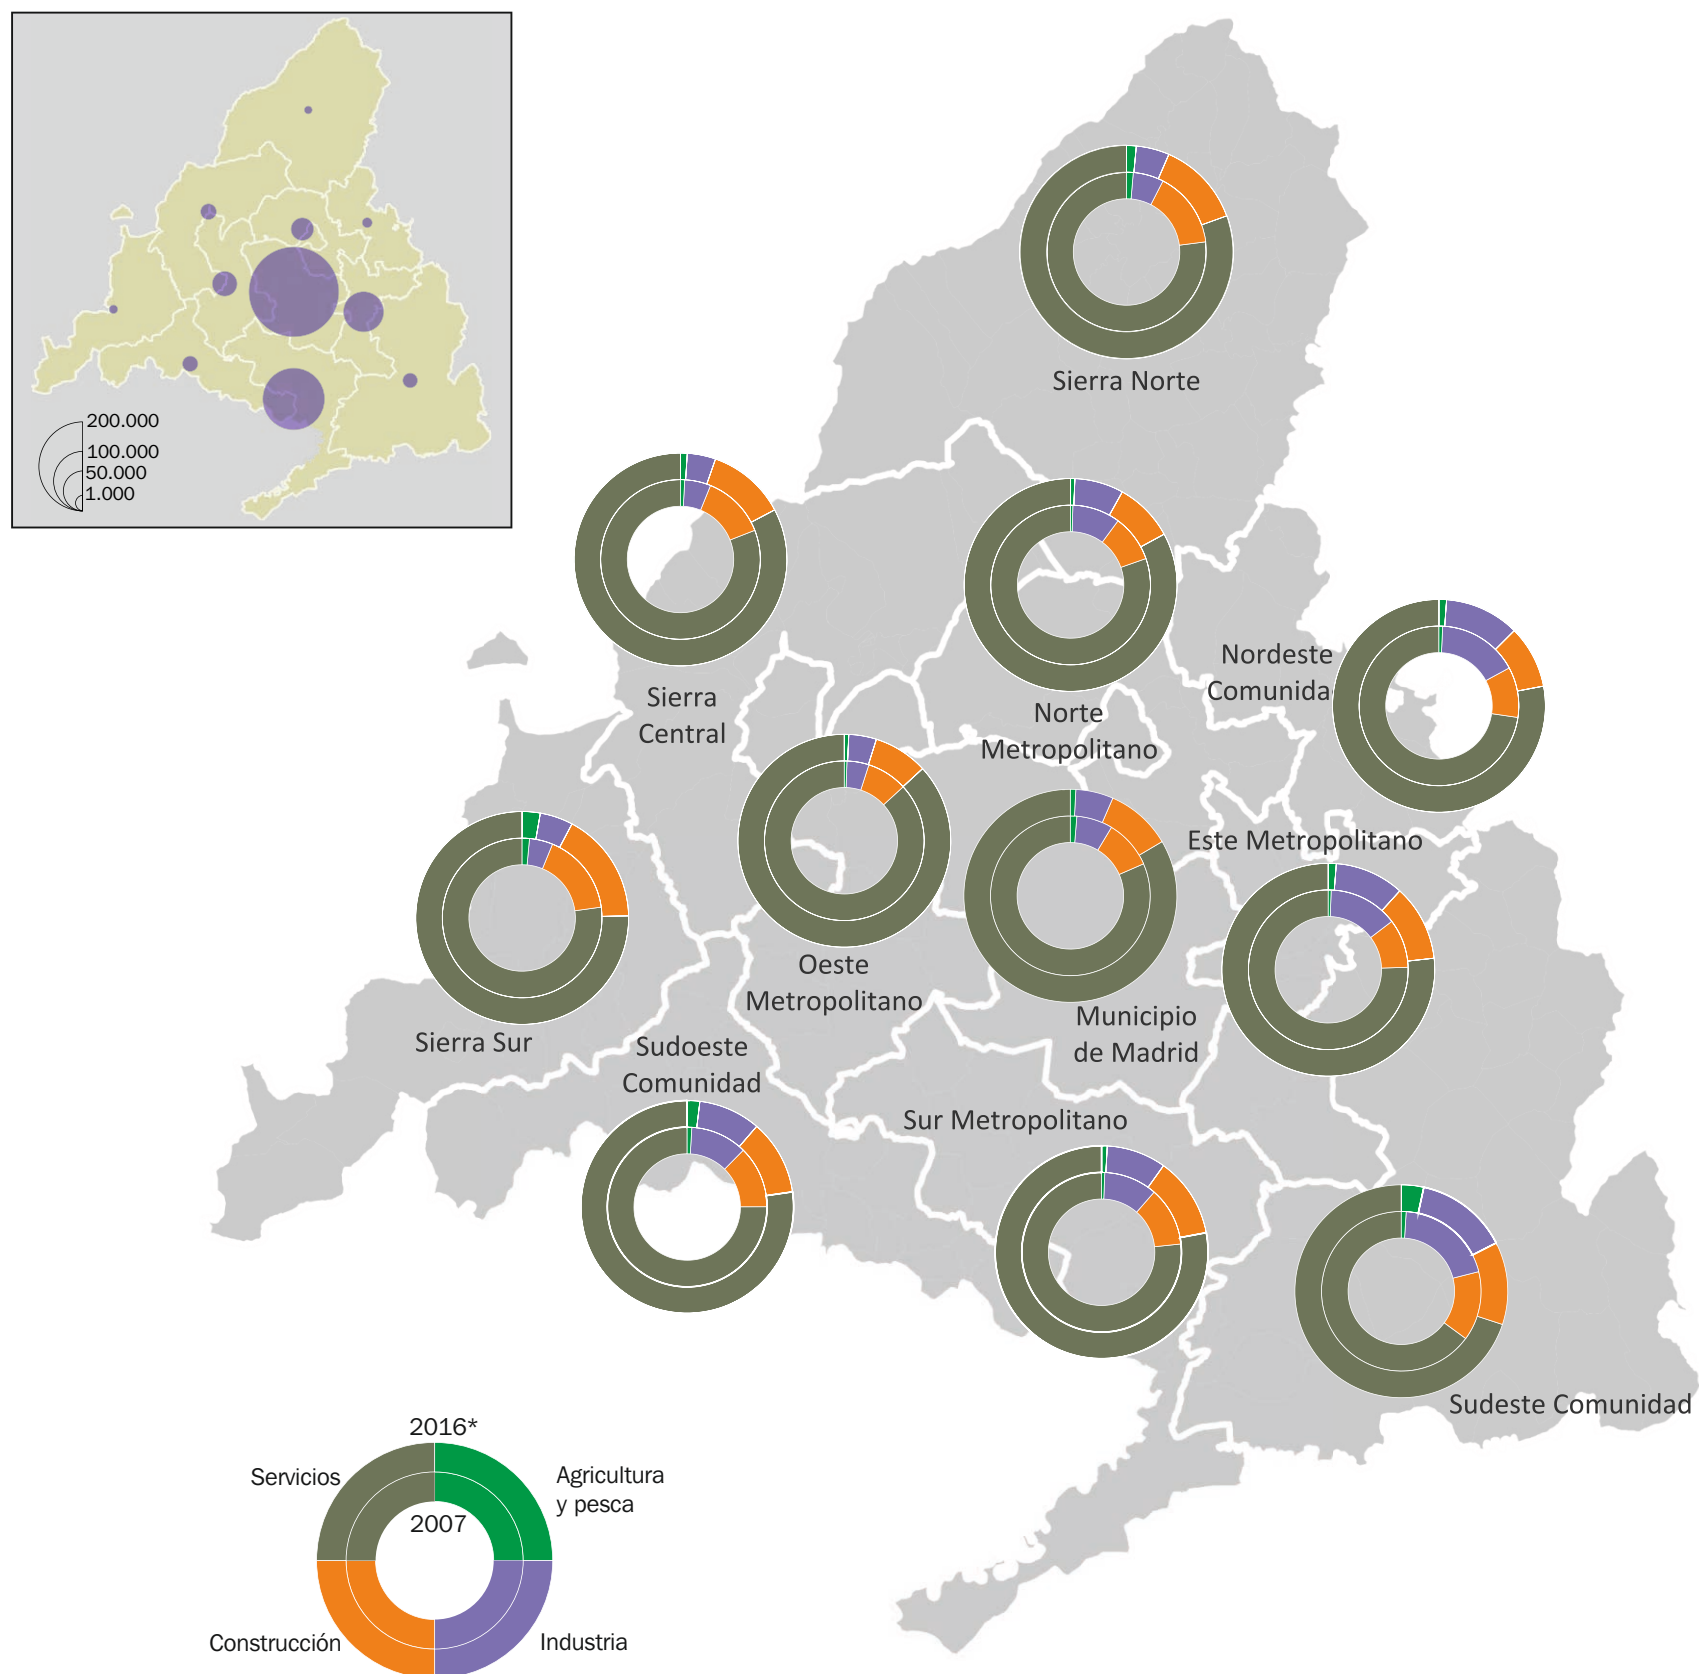 200.000
100.000
50.000
1.000
Sierra Norte
Sierra
Central
Norte
Metropolitano
Nordeste
Comunida
Este Metropolitano
Oeste
Metropolitano
Municipio
de Madrid
Sierra Sur
Sudoeste
Comunidad
Sur Metropolitano
Sudeste Comunidad
2016*
Servicios
Agricultura
y pesca
2007
Construcción
Industria